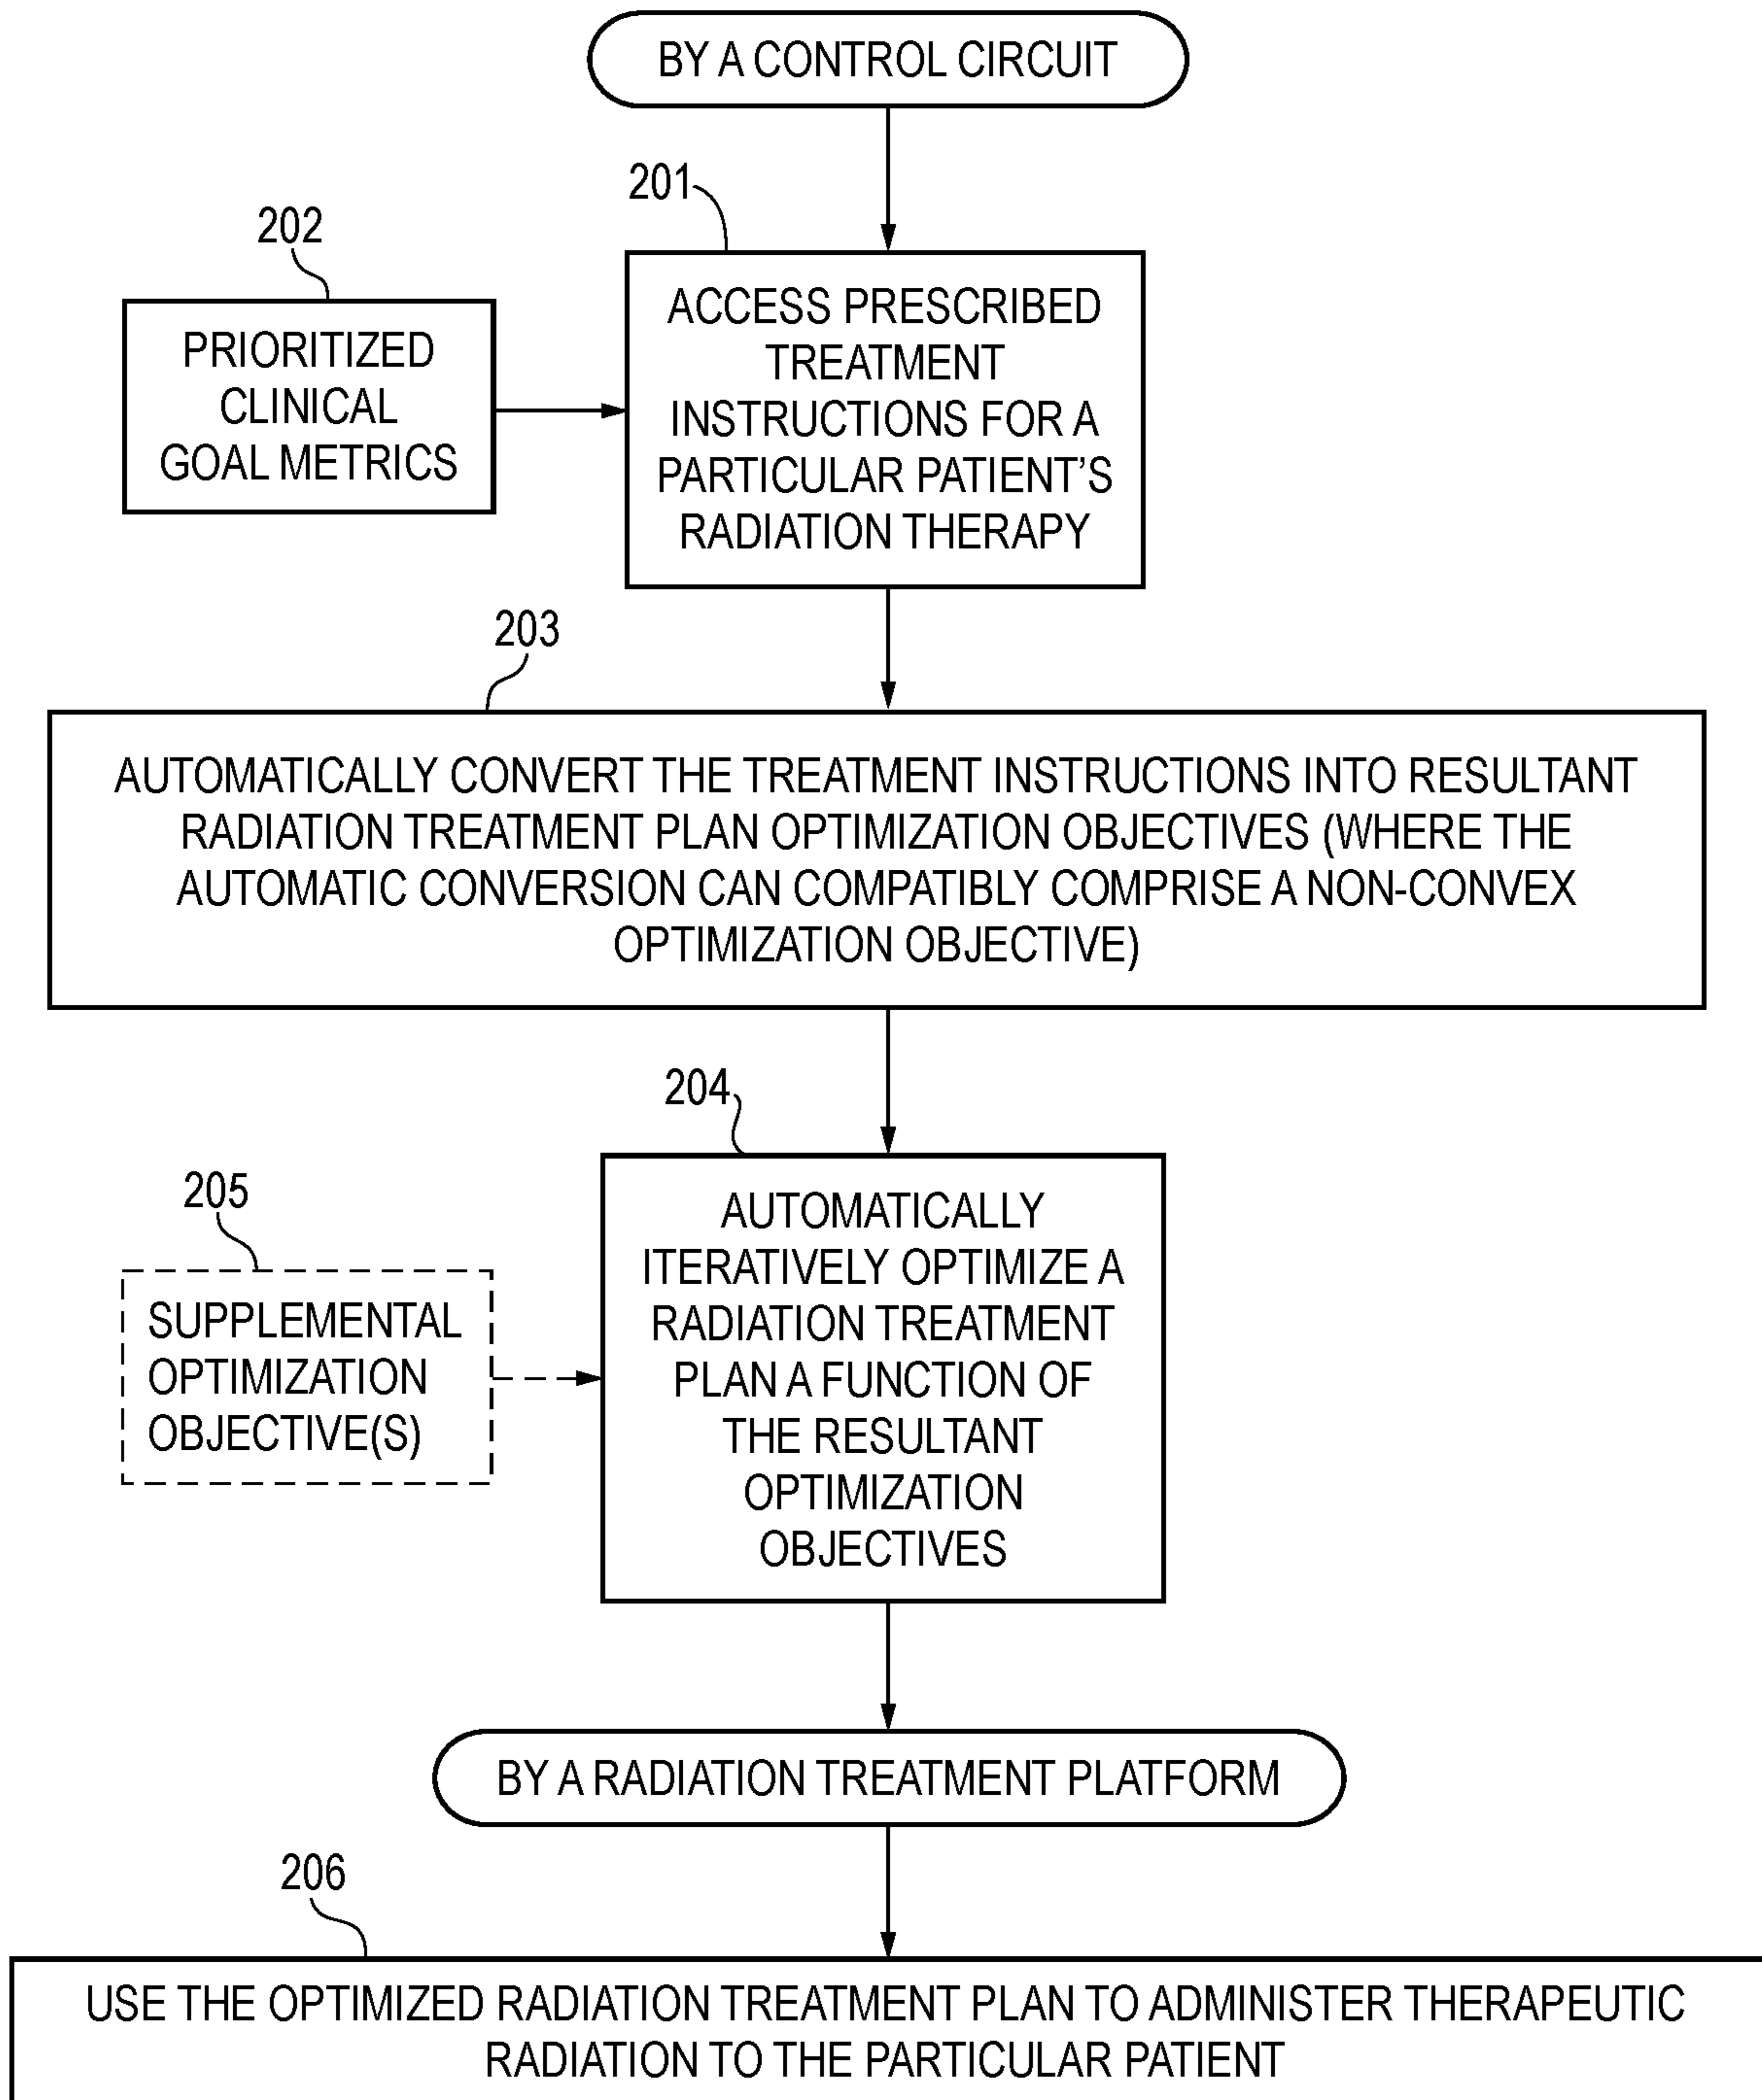 BY A CONTROL CIRCUIT
201
202
PRIORITIZED
CLINICAL
GOAL METRICS
ACCESS PRESCRIBED
TREATMENT
INSTRUCTIONS FOR A
PARTICULAR PATIENT'S
RADIATION THERAPY
203
AUTOMATICALLY CONVERT THE TREATMENT INSTRUCTIONS INTO RESULTANT
RADIATION TREATMENT PLAN OPTIMIZATION OBJECTIVES (WHERE THE
AUTOMATIC CONVERSION CAN COMPATIBLY COMPRISE A NON-CONVEX
OPTIMIZATION OBJECTIVE)
204
205
SUPPLEMENTAL
OPTIMIZATION
OBJECTIVE(S)
AUTOMATICALLY
ITERATIVELY OPTIMIZE A
RADIATION TREATMENT
PLAN A FUNCTION OF
THE RESULTANT
OPTIMIZATION
OBJECTIVES
BY A RADIATION TREATMENT PLATFORM
206
USE THE OPTIMIZED RADIATION TREATMENT PLAN TO ADMINISTER THERAPEUTIC
RADIATION TO THE PARTICULAR PATIENT